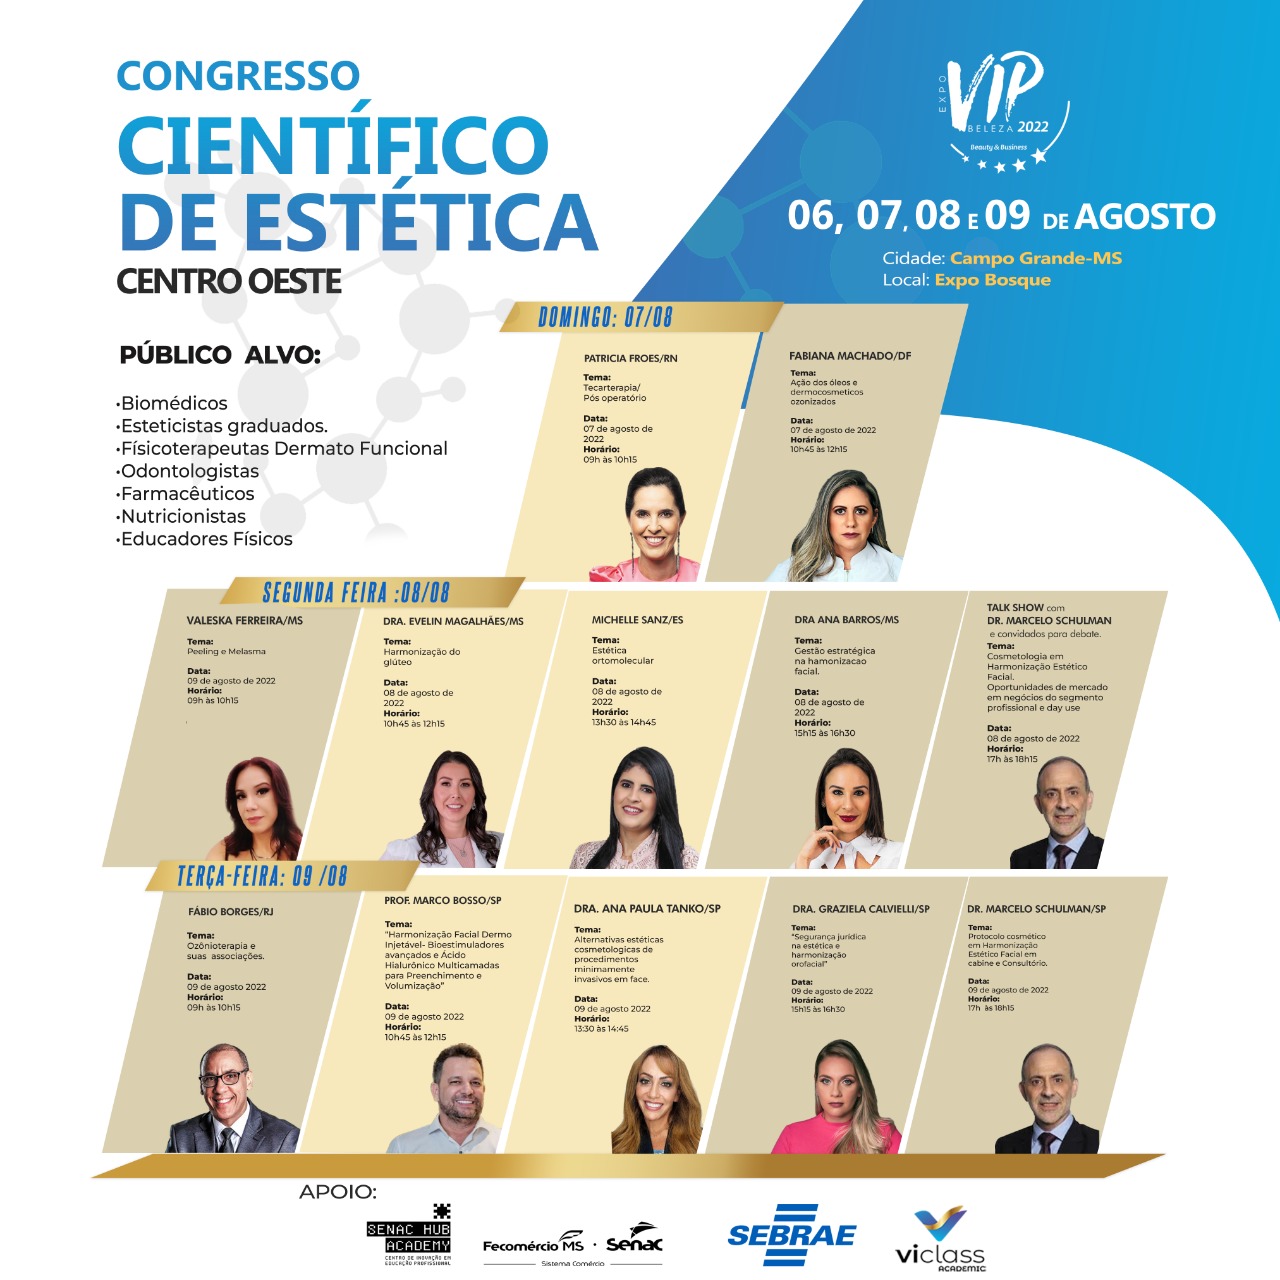 CONGRESSO
CIENTÍFICO
DE ESTÉTICA
CENTRO OESTE
EXPO
VIP
BELEZA 2022
Beauty & Business
06, 07, 08 E 09 DE AGOSTO
Cidade: Campo Grande-MS
Local: Expo Bosque
PÚBLICO ALVO:
•Biomédicos
•Esteticistas graduados.
•Físicoterapeutas Dermato Funcional
•Odontologistas
•Farmacêuticos
•Nutricionistas
•Educadores Físicos
DOMINGO: 07/08
PATRICIA FROES/RN
Tema:
Tecarterapia/
Pós operatório
Data:
07 de agosto de
2022
Horário:
09h às 10h15
FABIANA MACHADO/DF
Tema:
Ação dos óleos e
dermocosmeticos
ozonizados
Data:
07 de agosto de 2022
Horário:
10h45 às 12h15
SEGUNDA FEIRA :08/08
VALESKA FERREIRA/MS
Tema:
Peeling e Melasma
Data:
09 de agosto de 2022
Horário:
09h às 10h15
DRA. EVELIN MAGALHÃES/MS
Tema:
Harmonização do
glúteo
Data:
08 de agosto de
2022
Horário:
10h45 às 12h15
MICHELLE SANZ/ES
Tema:
Estética
ortomolecular
Data:
08 de agosto de
2022
Horário:
13h30 às 14h45
DRA ANA BARROS/MS
Tema:
Gestão estratégica
na hamonizacao
facial.
Data:
08 de agosto de
2022
Horário:
15h15 às 16h30
TALK SHOW com
DR. MARCELO SCHULMAN
e convidados para debate.
Tema:
Cosmetologia em
Harmonização Estético
Facial.
Oportunidades de mercado
em negócios do segmento
profissional e day use
Data:
08 de agosto de 2022
Horário:
17h às 18h15
TERÇA-FEIRA: 09 /08
FÁBIO BORGES/RJ
Tema:
Ozônioterapia e
suas associações.
Data:
09 de agosto 2022
Horário:
09h às 10h15
PROF. MARCO BOSSO/SP
Tema:
“Harmonização Facial Dermo
Injetável- Bioestimuladores
avançados e Ácido
Hialurônico Multicamadas
para Preenchimento e
Volumização”
Data:
09 de agosto 2022
Horário:
10h45 às 12h15
DRA. ANA PAULA TANKO/SP
Tema:
Alternativas estéticas
cosmetologicas de
procedimentos
minimamente
invasivos em face.
Data:
09 de agosto 2022
Horário:
13:30 às 14:45
DRA. GRAZIELA CALVIELLI/SP
Tema:
“Segurança jurídica
na estética e
harmonização
orofacial”
Data:
09 de agosto de 2022
Horário:
15h15 às 16h30
DR. MARCELO SCHULMAN/SP
Tema:
Protocolo cosmético
em Harmonização
Estético Facial em
cabine e Consultório.
Data:
09 de agosto de 2022
Horário:
17h às 18h15
APOIO:
SENAC HUB
ACADEMY
CENTRO DE INOVAÇÃO EM
EDUCAÇÃO PROFISSIONAL
Fecomércio MS · Senac
Sistema Comércio
SEBRAE
viclass
ACADEMIC